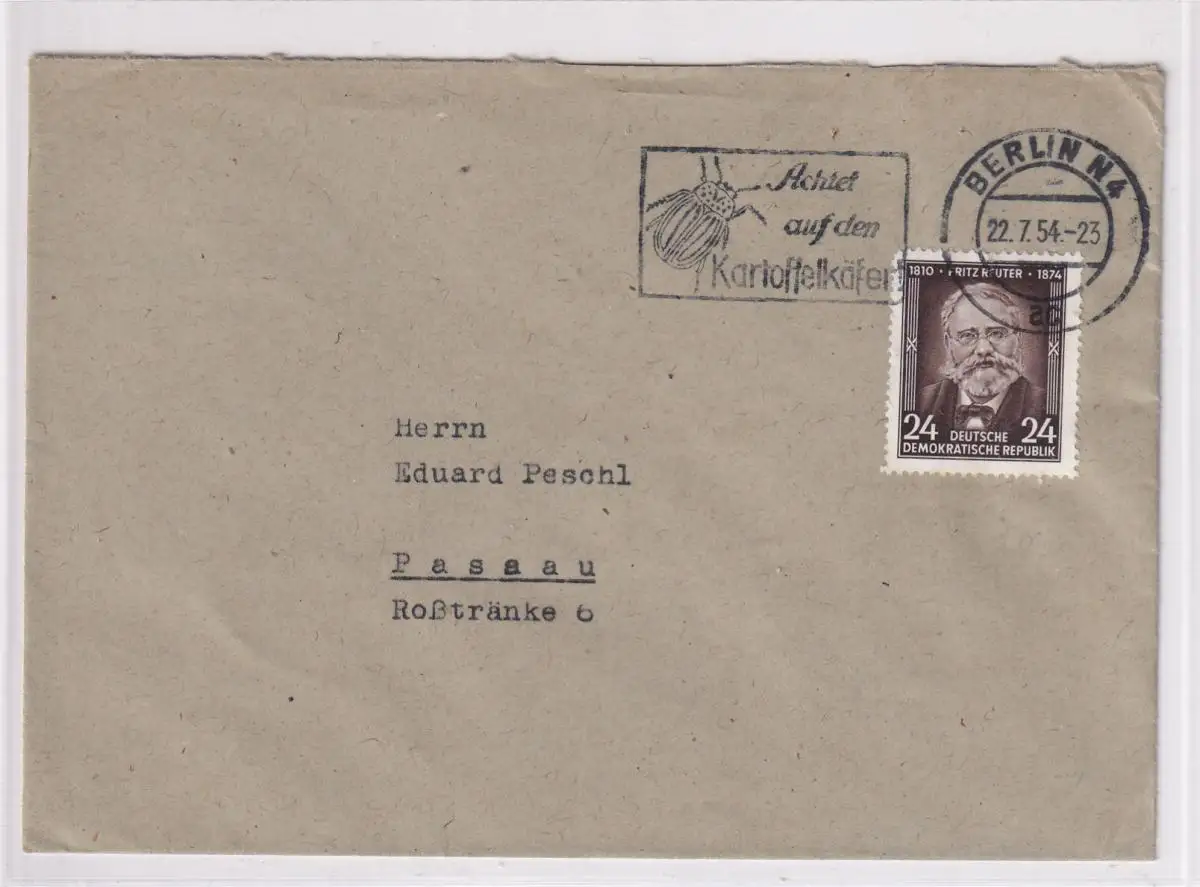 Achtet
auf den
Kartoffelkäfer!
BERLIN N4
22.7.54.-23
1810 · FRITZ REUTER · 1874
24 DEUTSCHE 24
DEMOKRATISCHE REPUBLIK
Herrn
Eduard Peschl
Pasaau
Roßtränke 6